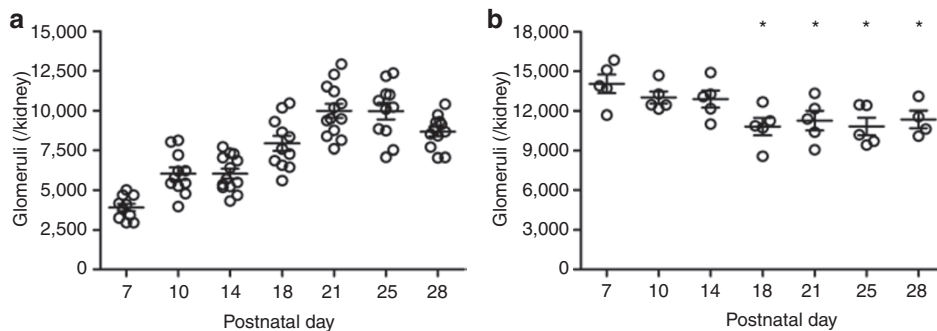 a
Glomeruli (/kidney)
15,000
12,500
10,000
7,500
5,000
2,500
0
7 10 14 18 21 25 28
Postnatal day
b
Glomeruli (/kidney)
* * * *
18,000
15,000
12,000
9,000
6,000
3,000
0
7 10 14 18 21 25 28
Postnatal day